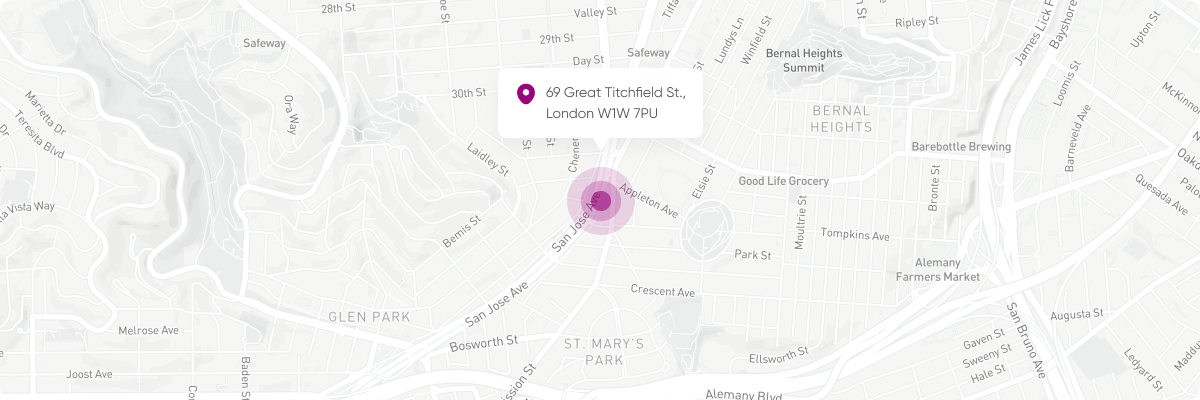 28th St
Valley St
Lundys Ln
Winfield St
Ripley St
James Lick F
Bayshore
Upton St
29th St
Safeway
Safeway
Bernal Heights
Summit
Day St
30th St
69 Great Titchfield St.,
London W1W 7PU
Loomis St
Marietta Dr
Teresita Blvd
Ora Way
BERNAL
HEIGHTS
Barneveld Ave
Barebottle Brewing
Laidley St
St
Elsie St
Good Life Grocery
Bronte St
Quesada Ave
Appleton Ave
San Jose Ave
Bemis St
Moultrie St
Tompkins Ave
Park St
Alemany
Farmers Market
Crescent Ave
San Jose Ave
GLEN PARK
Melrose Ave
Bosworth St
ST. MARY'S
PARK
Ellsworth St
San Bruno Ave
Augusta St
Gaven St
Sweeny St
Hale St
Ledyard St
Joost Ave
Baden St
ssion St
Alemany Blvd